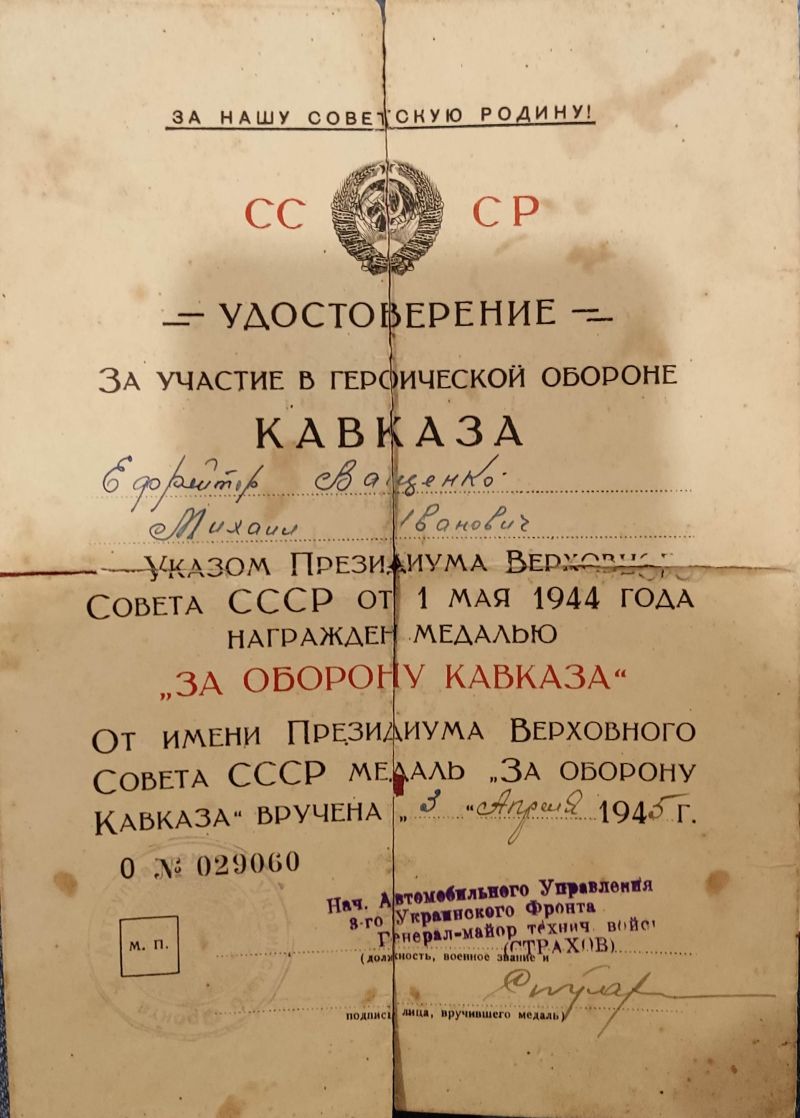 ЗА НАШУ СОВЕТСКУЮ РОДИНУ!
СС СР
УДОСТОВЕРЕНИЕ
ЗА УЧАСТИЕ В ГЕРОИЧЕСКОЙ ОБОРОНЕ
КАВКАЗА
Ефрейтор Ващенко
Михаил Иванович
УКАЗОМ ПРЕЗИДИУМА ВЕРХОВНОГО
СОВЕТА СССР ОТ 1 МАЯ 1944 ГОДА
НАГРАЖДЕН МЕДАЛЬЮ
„ЗА ОБОРОНУ КАВКАЗА“
ОТ ИМЕНИ ПРЕЗИДИУМА ВЕРХОВНОГО
СОВЕТА СССР МЕДАЛЬ „ЗА ОБОРОНУ
КАВКАЗА“ ВРУЧЕНА „3“ Апреля 1945 Г.
О № 029060
Нач. Автомобильного Управления
3-го Украинского Фронта
Генерал-майор технич войс
(СТРАХОВ)
М. П.
(должность, военное звание и
подпись лица, вручившего медаль)